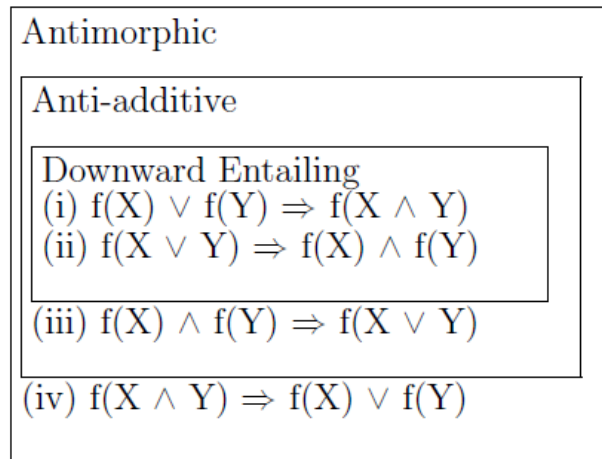 Antimorphic
Anti-additive
Downward Entailing
(i) f(X) ∨ f(Y) ⇒ f(X ∧ Y)
(ii) f(X ∨ Y) ⇒ f(X) ∧ f(Y)
(iii) f(X) ∧ f(Y) ⇒ f(X ∨ Y)
(iv) f(X ∧ Y) ⇒ f(X) ∨ f(Y)